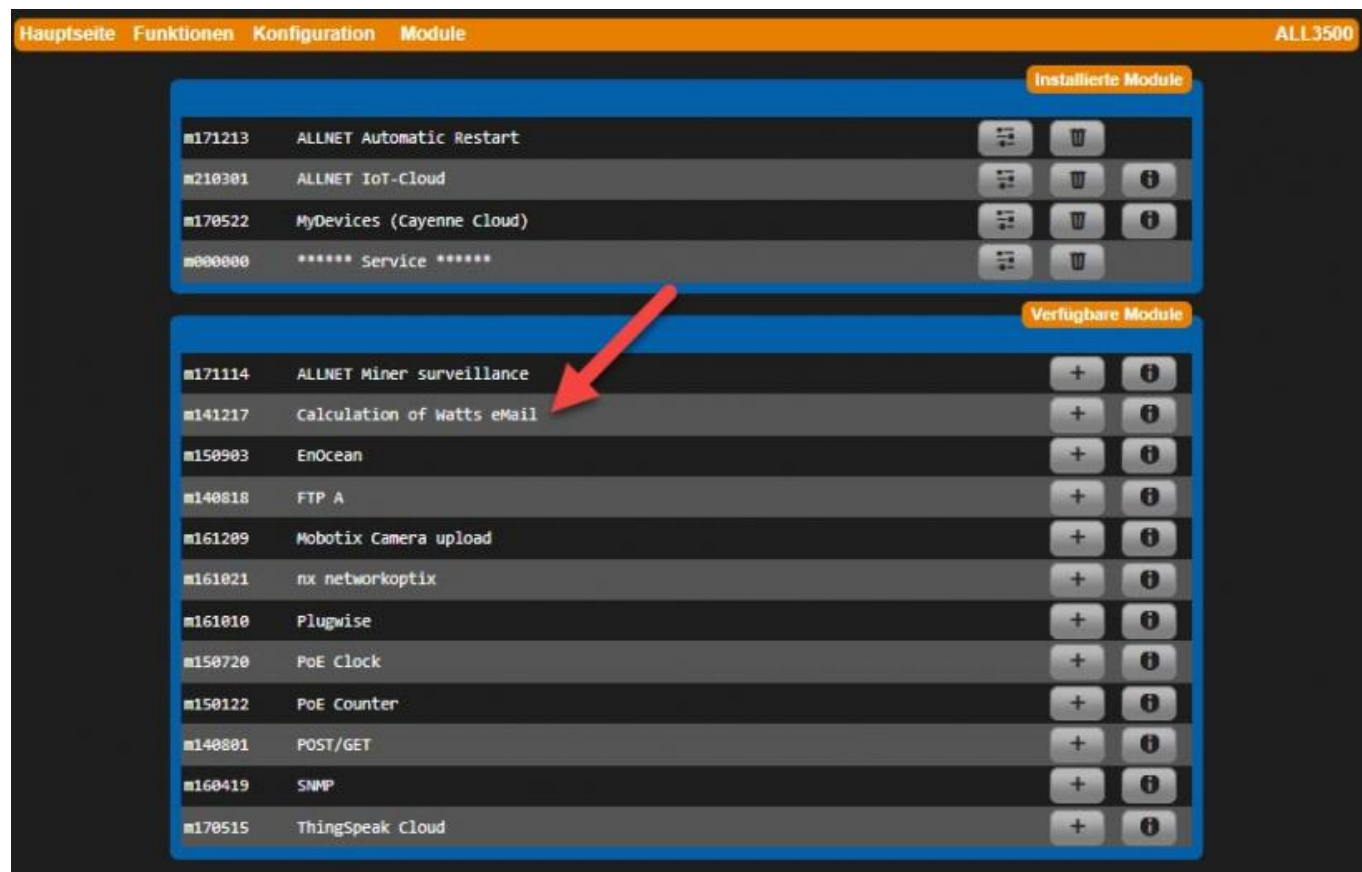 Hauptseite Funktionen Konfiguration Module ALL3500
Installierte Module
m171213 ALLNET Automatic Restart
m210301 ALLNET IoT-Cloud
m170522 MyDevices (Cayenne Cloud)
m000000 ****** Service ******
Verfügbare Module
m171114 ALLNET Miner surveillance
m141217 Calculation of Watts eMail
m150903 EnOcean
m140818 FTP A
m161209 Mobotix Camera upload
m161021 nx networkoptix
m161010 Plugwise
m150720 PoE Clock
m150122 PoE Counter
m140801 POST/GET
m160419 SNMP
m170515 ThingSpeak Cloud